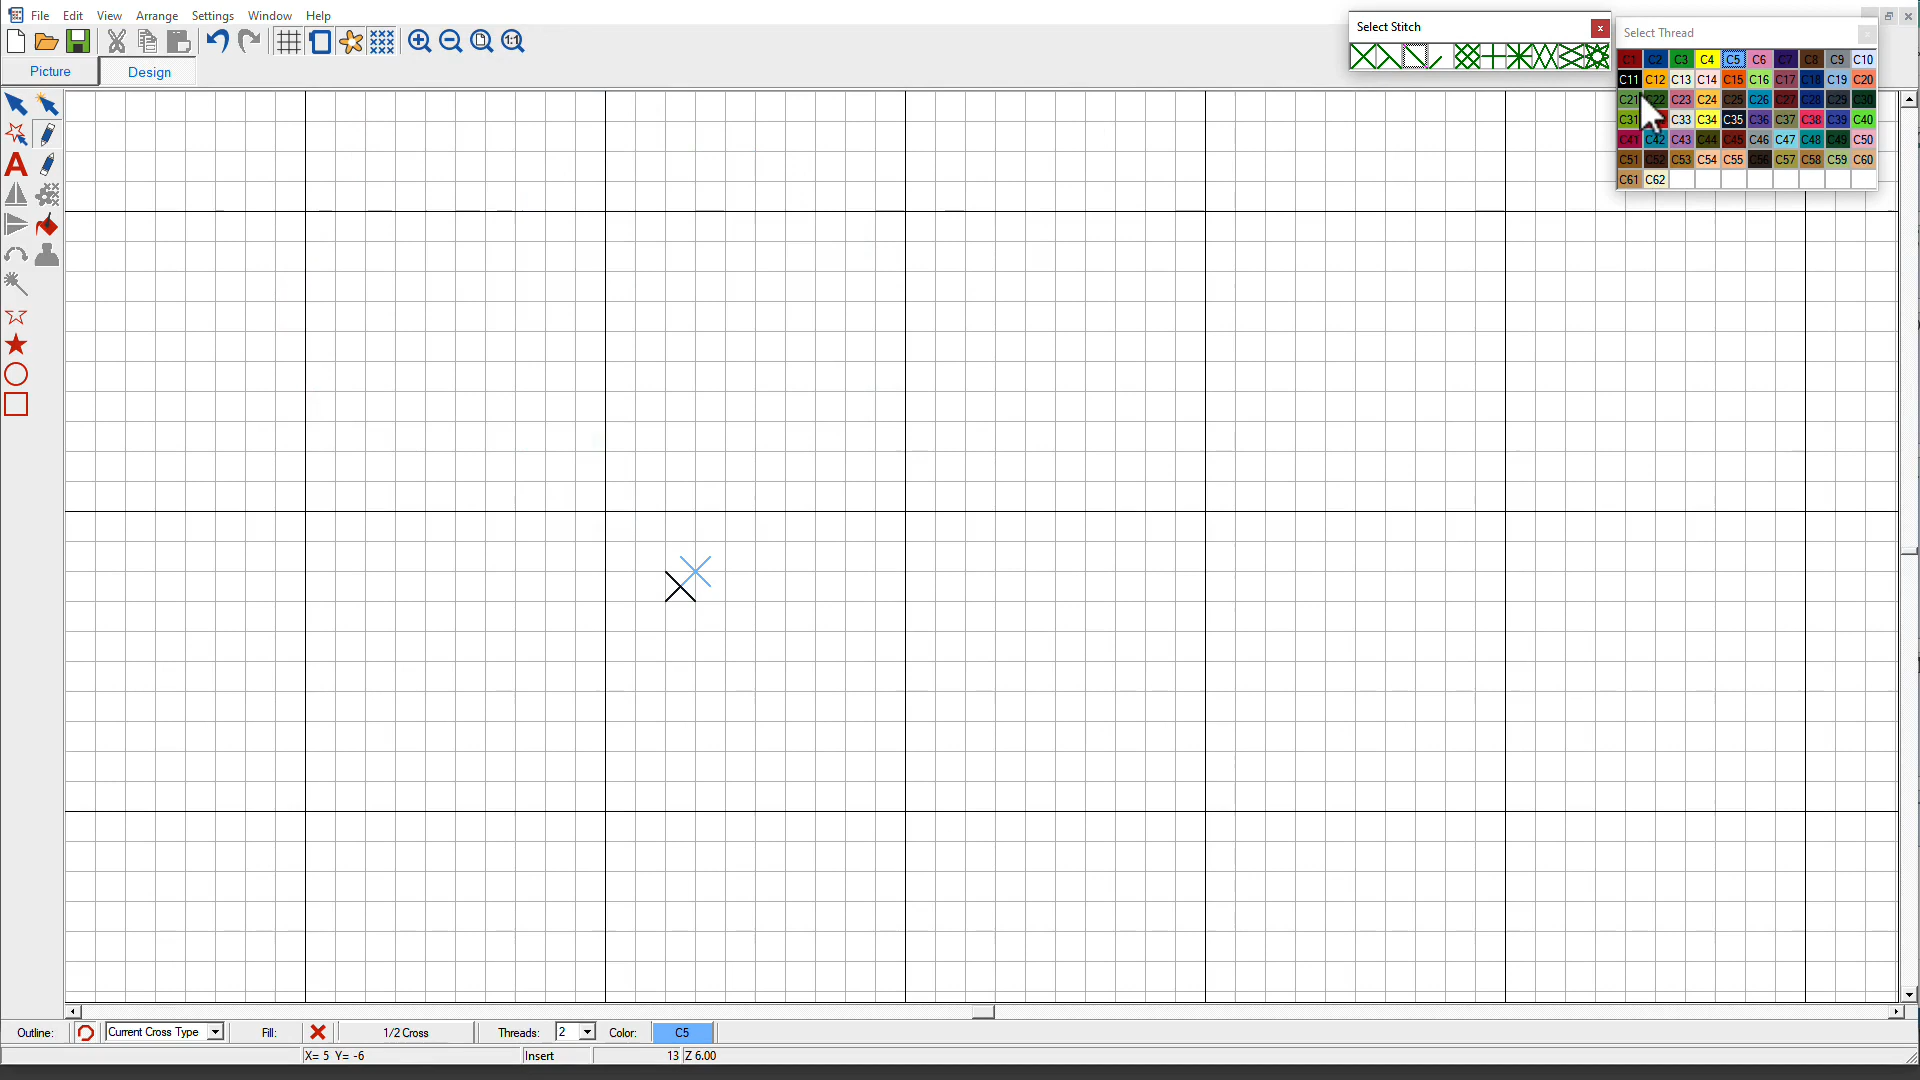 File Edit View Arrange Settings Window Help
Select Stitch
Select Thread
1:1
Picture Design
C1 C2 C3 C4 C5 C6 C7 C8 C9 C10
C11 C12 C13 C14 C15 C16 C17 C18 C19 C20
C21 C22 C23 C24 C25 C26 C27 C28 C29 C30
C31 C33 C34 C35 C36 C37 C38 C39 C40
C41 C42 C43 C44 C45 C46 C47 C48 C49 C50
C51 C52 C53 C54 C55 C56 C57 C58 C59 C60
C61 C62
A
Outline: Current Cross Type Fill: 1/2 Cross Threads: 2 Color: C5
X= 5 Y= -6 Insert 13 Z 6.00